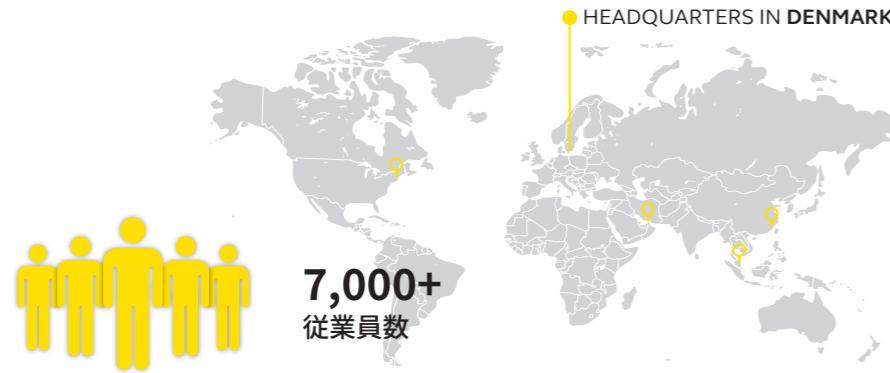 HEADQUARTERS IN DENMARK
7,000+
従業員数